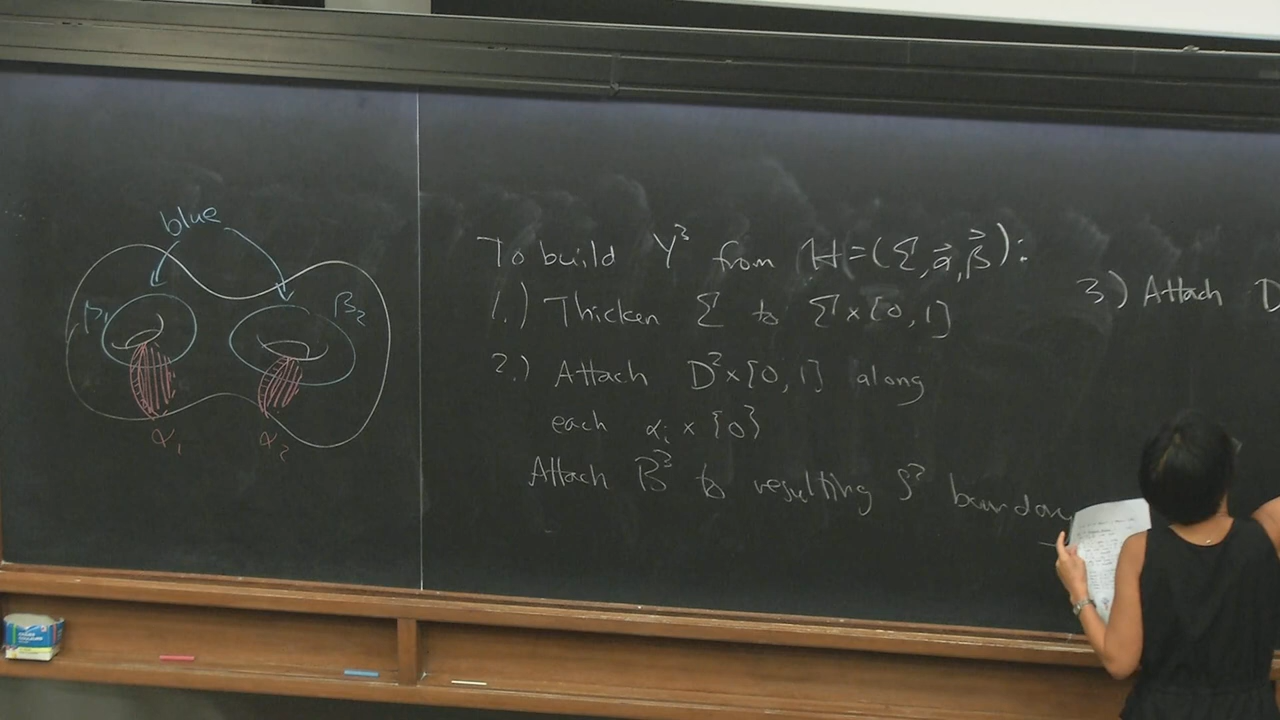 blue
β₁
β₂
α₁
α₂
To build Y³ from H=(Σ,α⃗,β⃗):
1.) Thicken Σ to Σ×[0,1]
2.) Attach D²×[0,1] along
each αᵢ × {0}
Attach B³ to resulting S² boundary
3.) Attach D